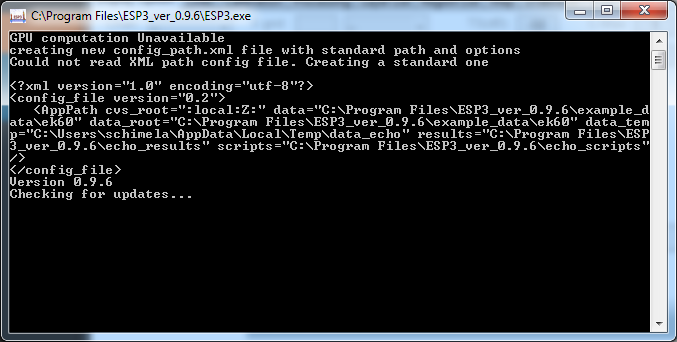 C:\Program Files\ESP3_ver_0.9.6\ESP3.exe
GPU computation Unavailable
creating new config_path.xml file with standard path and options
Could not read XML path config file. Creating a standard one
<?xml version="1.0" encoding="utf-8"?>
<config_file version="0.2">
<AppPath cvs_root=":local:Z:" data="C:\Program Files\ESP3_ver_0.9.6\example_d
ata\ek60" data_root="C:\Program Files\ESP3_ver_0.9.6\example_data\ek60" data_tem
p="C:\Users\schimela\AppData\Local\Temp\data_echo" results="C:\Program Files\ESP
3_ver_0.9.6\echo_results" scripts="C:\Program Files\ESP3_ver_0.9.6\echo_scripts"
/>
</config_file>
Version 0.9.6
Checking for updates...